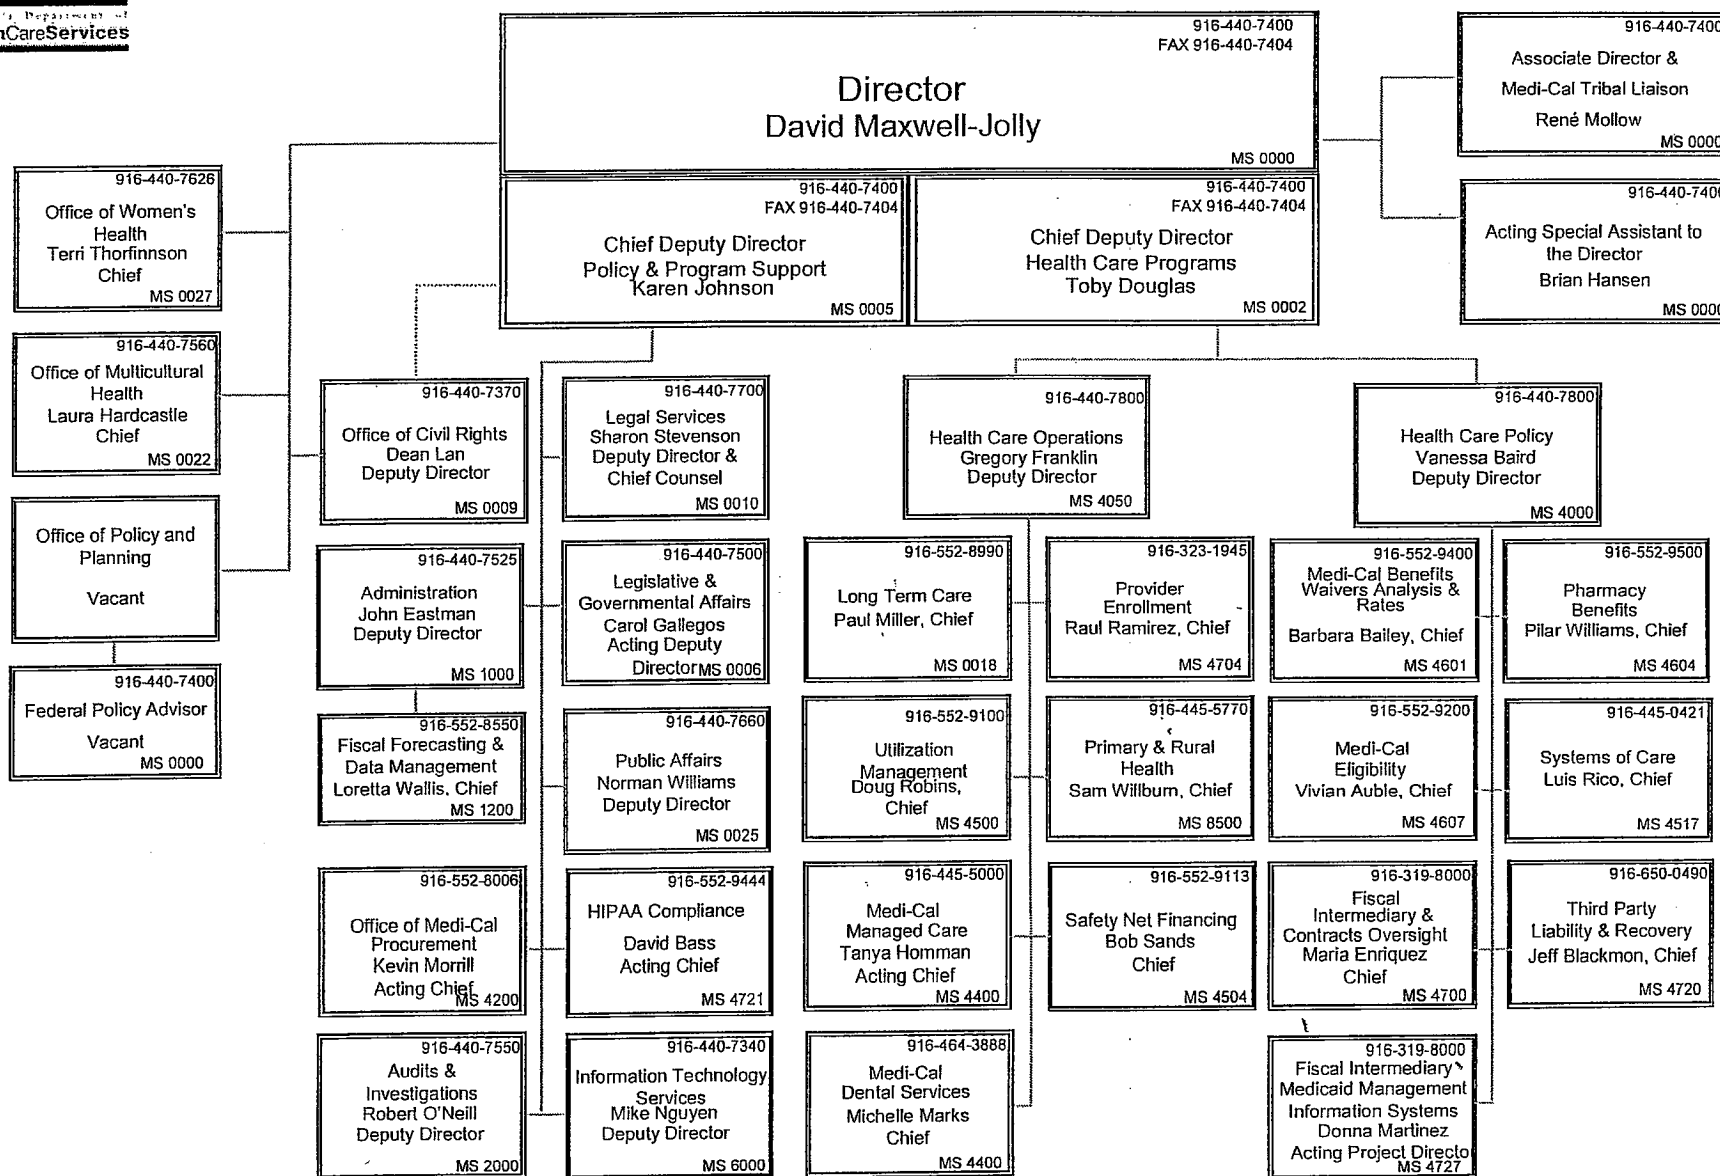 CareServices
916-440-7400
FAX 916-440-7404
Director
David Maxwell-Jolly
MS 0000
916-440-7400
Associate Director &
Medi-Cal Tribal Liaison
René Mollow
MS 0000
916-440-7400
Acting Special Assistant to
the Director
Brian Hansen
MS 0000
916-440-7400
FAX 916-440-7404
Chief Deputy Director
Policy & Program Support
Karen Johnson
MS 0005
916-440-7400
FAX 916-440-7404
Chief Deputy Director
Health Care Programs
Toby Douglas
MS 0002
916-440-7626
Office of Women's
Health
Terri Thorfinnson
Chief
MS 0027
916-440-7560
Office of Multicultural
Health
Laura Hardcastle
Chief
MS 0022
Office of Policy and
Planning
Vacant
916-440-7400
Federal Policy Advisor
Vacant
MS 0000
916-440-7370
Office of Civil Rights
Dean Lan
Deputy Director
MS 0009
916-440-7700
Legal Services
Sharon Stevenson
Deputy Director &
Chief Counsel
MS 0010
916-440-7525
Administration
John Eastman
Deputy Director
MS 1000
916-440-7500
Legislative &
Governmental Affairs
Carol Gallegos
Acting Deputy
Director MS 0006
916-552-8550
Fiscal Forecasting &
Data Management
Loretta Wallis, Chief
MS 1200
916-440-7660
Public Affairs
Norman Williams
Deputy Director
MS 0025
916-552-8006
Office of Medi-Cal
Procurement
Kevin Morrill
Acting Chief
MS 4200
916-552-9444
HIPAA Compliance
David Bass
Acting Chief
MS 4721
916-440-7550
Audits &
Investigations
Robert O'Neill
Deputy Director
MS 2000
916-440-7340
Information Technology
Services
Mike Nguyen
Deputy Director
MS 6000
916-440-7800
Health Care Operations
Gregory Franklin
Deputy Director
MS 4050
916-552-8990
Long Term Care
Paul Miller, Chief
MS 0018
916-323-1945
Provider
Enrollment
Raul Ramirez, Chief
MS 4704
916-552-9100
Utilization
Management
Doug Robins,
Chief
MS 4500
916-445-5770
Primary & Rural
Health
Sam Willburn, Chief
MS 8500
916-445-5000
Medi-Cal
Managed Care
Tanya Homman
Acting Chief
MS 4400
916-552-9113
Safety Net Financing
Bob Sands
Chief
MS 4504
916-464-3888
Medi-Cal
Dental Services
Michelle Marks
Chief
MS 4400
916-440-7800
Health Care Policy
Vanessa Baird
Deputy Director
MS 4000
916-552-9400
Medi-Cal Benefits
Waivers Analysis &
Rates
Barbara Bailey, Chief
MS 4601
916-552-9500
Pharmacy
Benefits
Pilar Williams, Chief
MS 4604
916-552-9200
Medi-Cal
Eligibility
Vivian Auble, Chief
MS 4607
916-445-0421
Systems of Care
Luis Rico, Chief
MS 4517
916-319-8000
Fiscal
Intermediary &
Contracts Oversight
Maria Enriquez
Chief
MS 4700
916-650-0490
Third Party
Liability & Recovery
Jeff Blackmon, Chief
MS 4720
916-319-8000
Fiscal Intermediary
Medicaid Management
Information Systems
Donna Martinez
Acting Project Directo
MS 4727